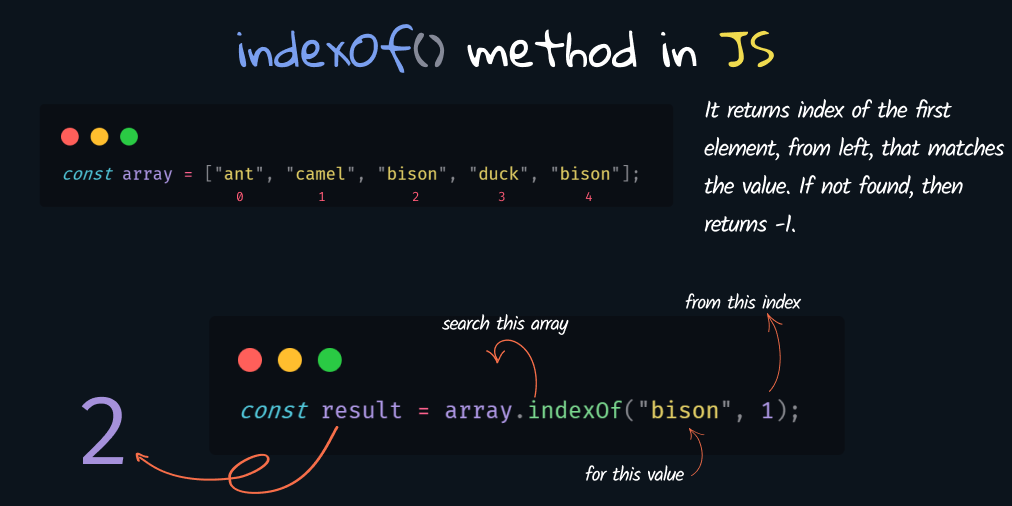 indexOf() method in JS
const array = ["ant", "camel", "bison", "duck", "bison"];
0 1 2 3 4
It returns index of the first
element, from left, that matches
the value. If not found, then
returns -1.
from this index
search this array
const result = array.indexOf("bison", 1);
2
for this value